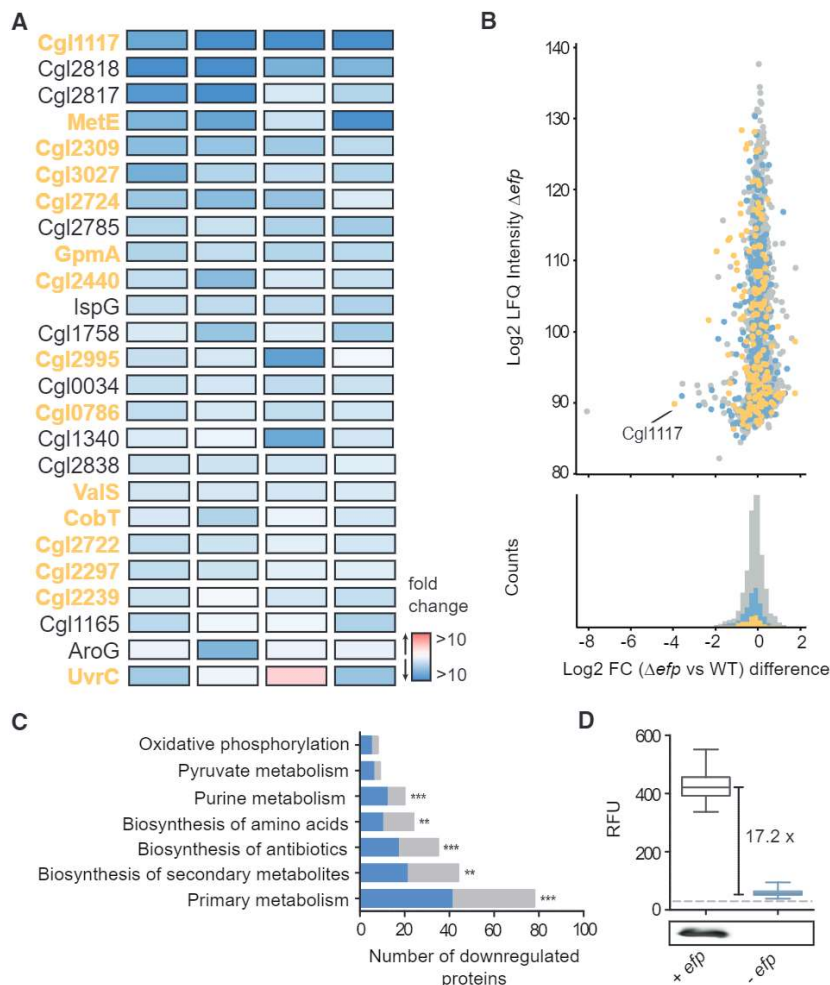 A
Cgl1117
Cgl2818
Cgl2817
MetE
Cgl2309
Cgl3027
Cgl2724
Cgl2785
GpmA
Cgl2440
IspG
Cgl1758
Cgl2995
Cgl0034
Cgl0786
Cgl1340
Cgl2838
ValS
CobT
Cgl2722
Cgl2297
Cgl2239
Cgl1165
AroG
UvrC
fold
change
>10
>10
B
Log2 LFQ Intensity Δefp
140
130
120
110
100
90
80
Cgl1117
Counts
-8 -6 -4 -2 0 2
Log2 FC (Δefp vs WT) difference
C
Oxidative phosphorylation
Pyruvate metabolism
Purine metabolism ***
Biosynthesis of amino acids **
Biosynthesis of antibiotics ***
Biosynthesis of secondary metabolites **
Primary metabolism ***
0 20 40 60 80 100
Number of downregulated
proteins
D
RFU
600
400
200
0
17.2 x
+ efp
- efp